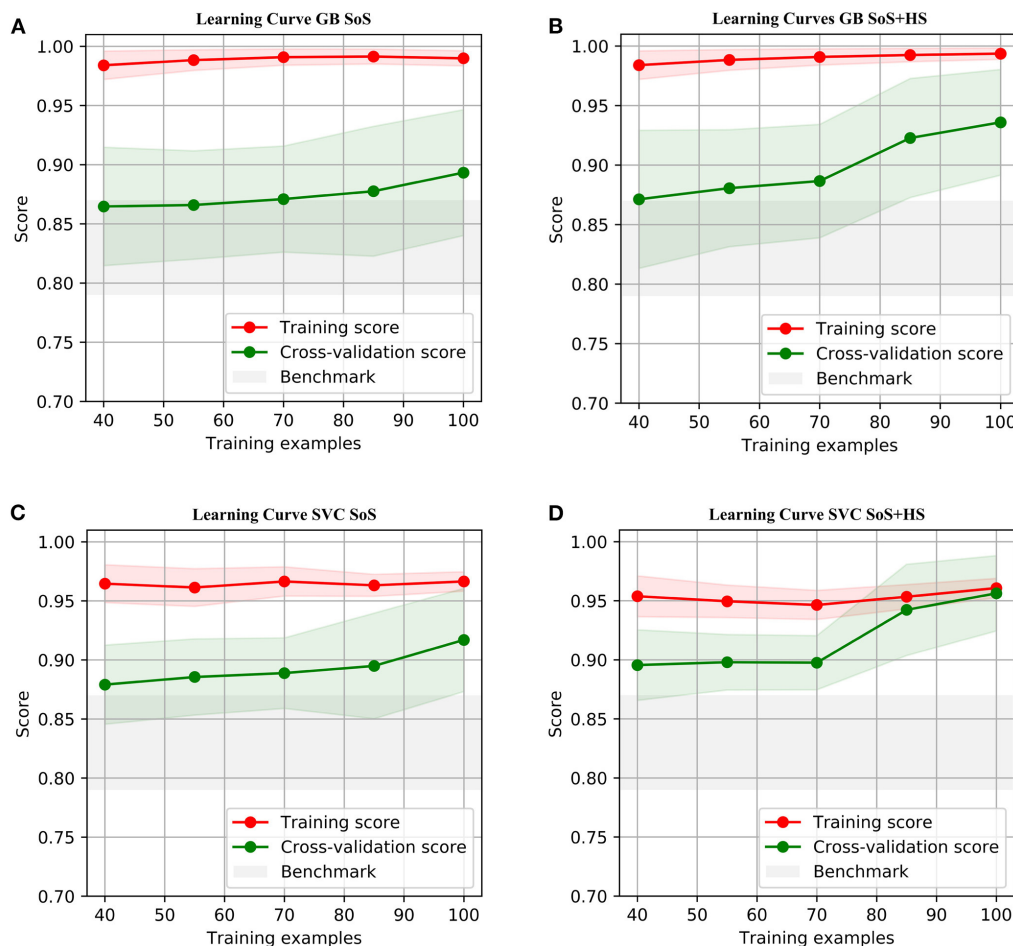 A
Learning Curve GB SoS
1.00
0.95
0.90
0.85
0.80
0.75
0.70
Score
Training score
Cross-validation score
Benchmark
40 50 60 70 80 90 100
Training examples
B
Learning Curves GB SoS+HS
1.00
0.95
0.90
0.85
0.80
0.75
0.70
Score
Training score
Cross-validation score
Benchmark
40 50 60 70 80 90 100
Training examples
C
Learning Curve SVC SoS
1.00
0.95
0.90
0.85
0.80
0.75
0.70
Score
Training score
Cross-validation score
Benchmark
40 50 60 70 80 90 100
Training examples
D
Learning Curve SVC SoS+HS
1.00
0.95
0.90
0.85
0.80
0.75
0.70
Score
Training score
Cross-validation score
Benchmark
40 50 60 70 80 90 100
Training examples